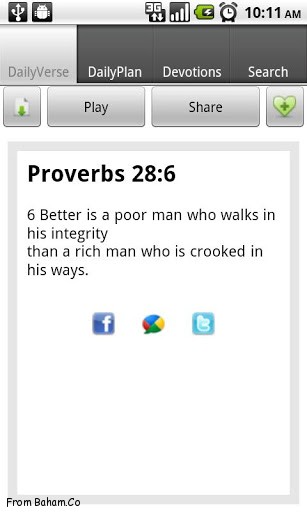 3G 10:11 AM
DailyVerse DailyPlan Devotions Search
Play Share
Proverbs 28:6
6 Better is a poor man who walks in
his integrity
than a rich man who is crooked in
his ways.
f t
From Baham.Co